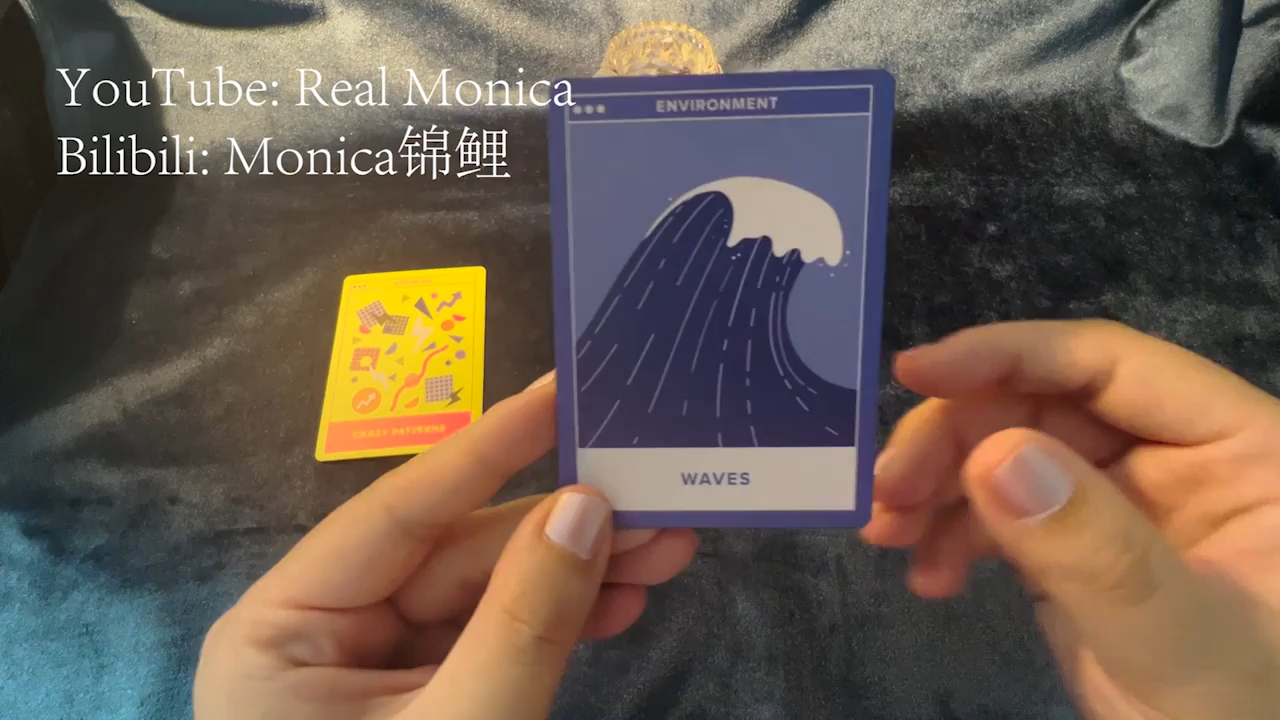 YouTube: Real Monica
Bilibili: Monica锦鲤
ENVIRONMENT
WAVES
CRAZY PATTERNS